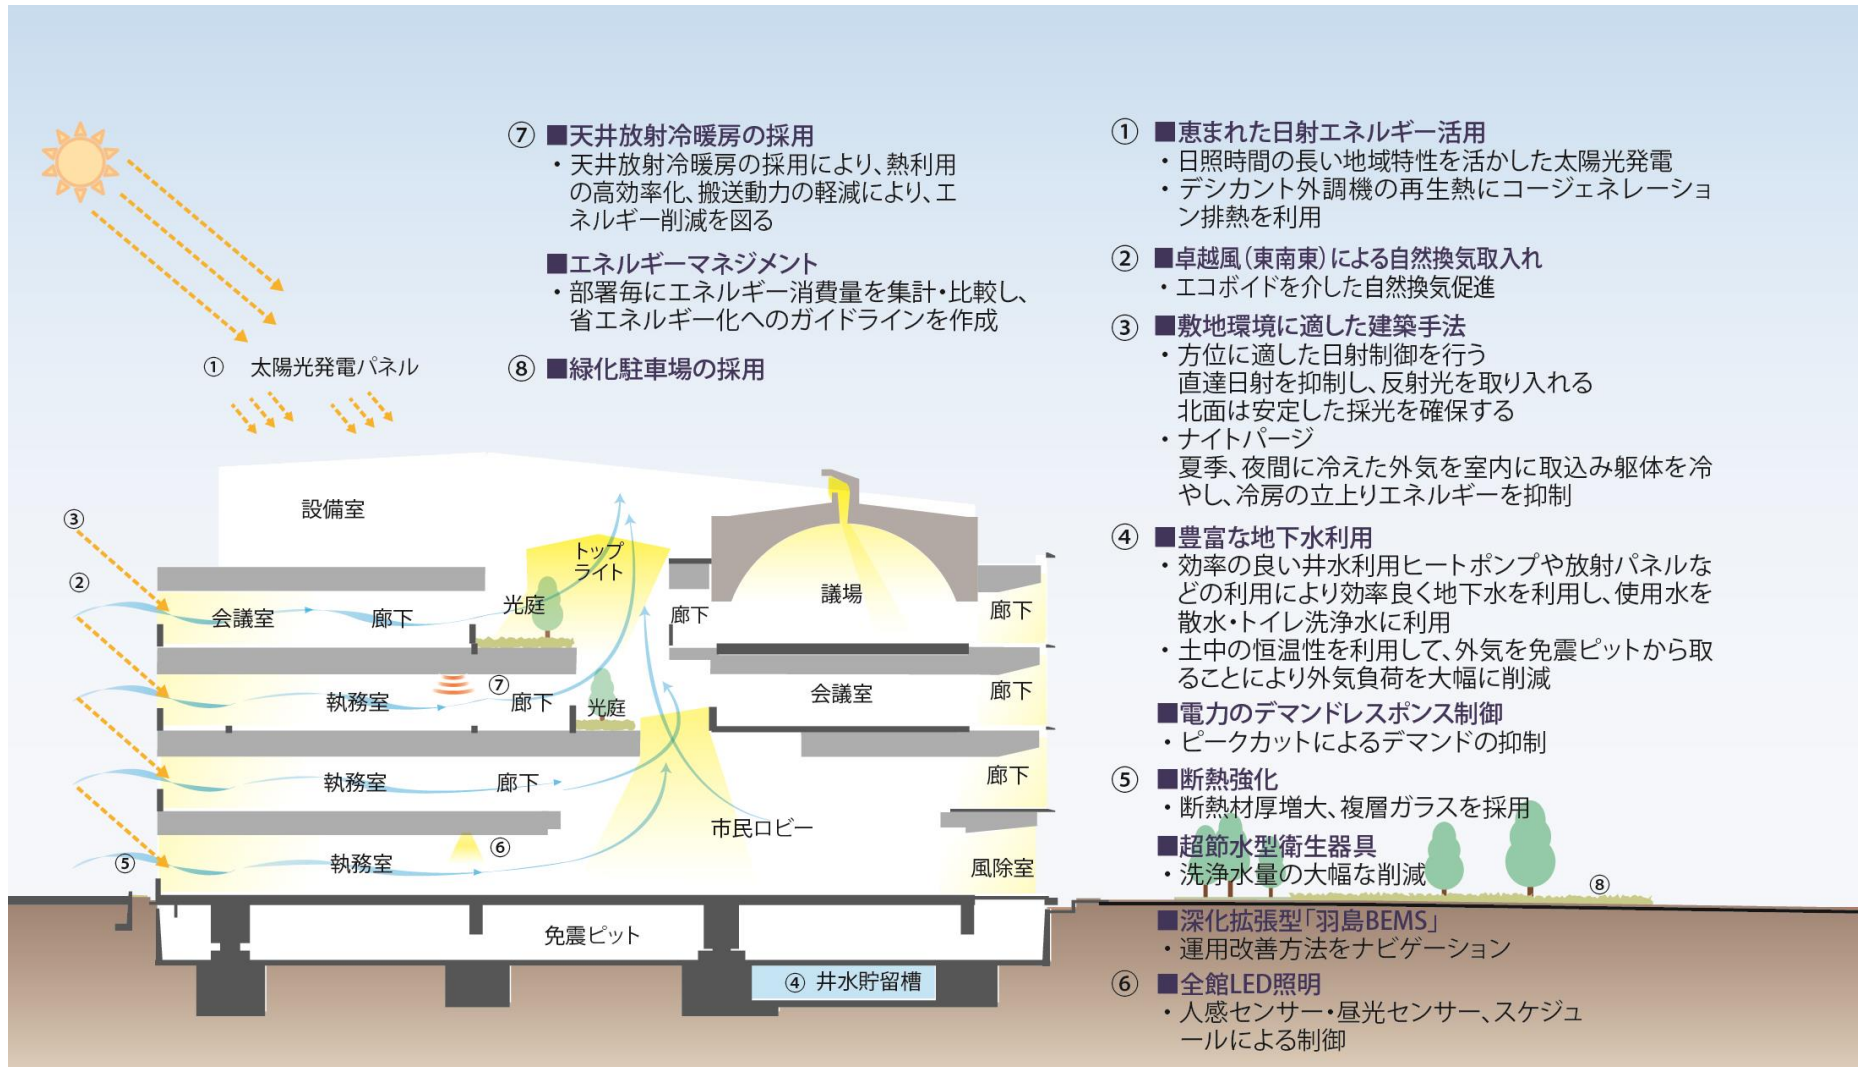 ⑦ ■天井放射冷暖房の採用
・天井放射冷暖房の採用により、熱利用
の高効率化、搬送動力の軽減により、エ
ネルギー削減を図る
■エネルギーマネジメント
・部署毎にエネルギー消費量を集計・比較し、
省エネルギー化へのガイドラインを作成
⑧ ■緑化駐車場の採用
① ■恵まれた日射エネルギー活用
・日照時間の長い地域特性を活かした太陽光発電
・デシカント外調機の再生熱にコージェネレーショ
ン排熱を利用
② ■卓越風(東南東)による自然換気取入れ
・エコボイドを介した自然換気促進
③ ■敷地環境に適した建築手法
・方位に適した日射制御を行う
直達日射を抑制し、反射光を取り入れる
北面は安定した採光を確保する
・ナイトパージ
夏季、夜間に冷えた外気を室内に取込み躯体を冷
やし、冷房の立上りエネルギーを抑制
④ ■豊富な地下水利用
・効率の良い井水利用ヒートポンプや放射パネルな
どの利用により効率良く地下水を利用し、使用水を
散水・トイレ洗浄水に利用
・土中の恒温性を利用して、外気を免震ピットから取
ることにより外気負荷を大幅に削減
■電力のデマンドレスポンス制御
・ピークカットによるデマンドの抑制
⑤ ■断熱強化
・断熱材厚増大、複層ガラスを採用
■超節水型衛生器具
・洗浄水量の大幅な削減
■深化拡張型「羽島BEMS」
・運用改善方法をナビゲーション
⑥ ■全館LED照明
・人感センサー・昼光センサー、スケジュ
ールによる制御
① 太陽光発電パネル
設備室
③
②
トップ
ライト
会議室
廊下
光庭
廊下
議場
廊下
執務室
⑦
廊下
光庭
会議室
廊下
執務室
廊下
廊下
市民ロビー
⑤
執務室
⑥
風除室
⑧
免震ピット
④ 井水貯留槽